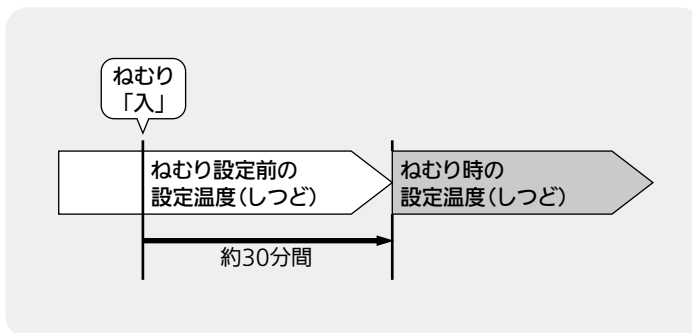 ねむり
「入」
ねむり設定前の
設定温度(しつど)
ねむり時の
設定温度(しつど)
約30分間